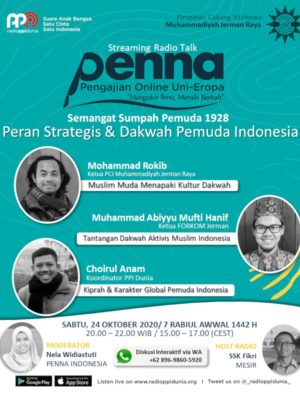 PPI
radioppidunia
Suara Anak Bangsa
Satu Cinta
Satu Indonesia
Pimpinan Cabang Istimewa
Muhammadiyah Jerman Raya
Streaming Radio Talk
penna
Pengajian Online Uni-Eropa
"Mengulur Ilmu, Meraih Berkah"
Semangat Sumpah Pemuda 1928
Peran Strategis & Dakwah Pemuda Indonesia
Mohammad Rokib
Ketua PCI Muhammadiyah Jerman Raya
Muslim Muda Menapaki Kultur Dakwah
Muhammad Abiyyu Mufti Hanif
Ketua FORKOM Jerman
Tantangan Dakwah Aktivis Muslim Indonesia
Choirul Anam
Koordinator PPI Dunia
Kiprah & Karakter Global Pemuda Indonesia
SABTU, 24 OKTOBER 2020/ 7 RABIUL AWWAL 1442 H
20.00 – 22.00 WIB / 15.00 – 17.00 (CEST)
MODERATOR
Nela Widiastuti
PENNA INDONESIA
Diskusi Interaktif via WA
+62 896-9860-5920
HOST RADIO
SSK Fikri
MESIR
Google Play
App Store
Listen live on www.radioppidunia.org
I
Tweet us on @_radioppidunia_